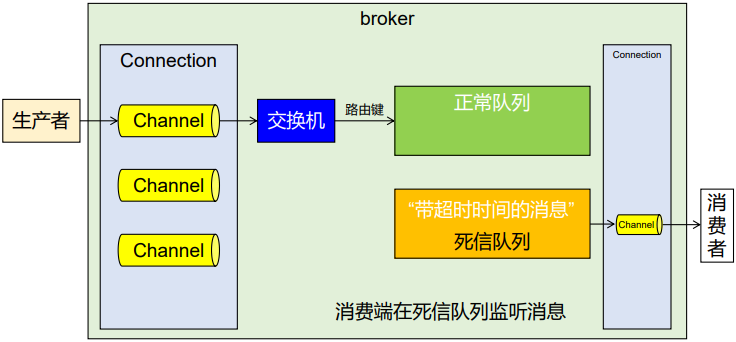 broker
Connection
Connection
生产者
Channel
交换机
路由键
正常队列
Channel
“带超时时间的消息”
死信队列
Channel
消费者
Channel
消费端在死信队列监听消息